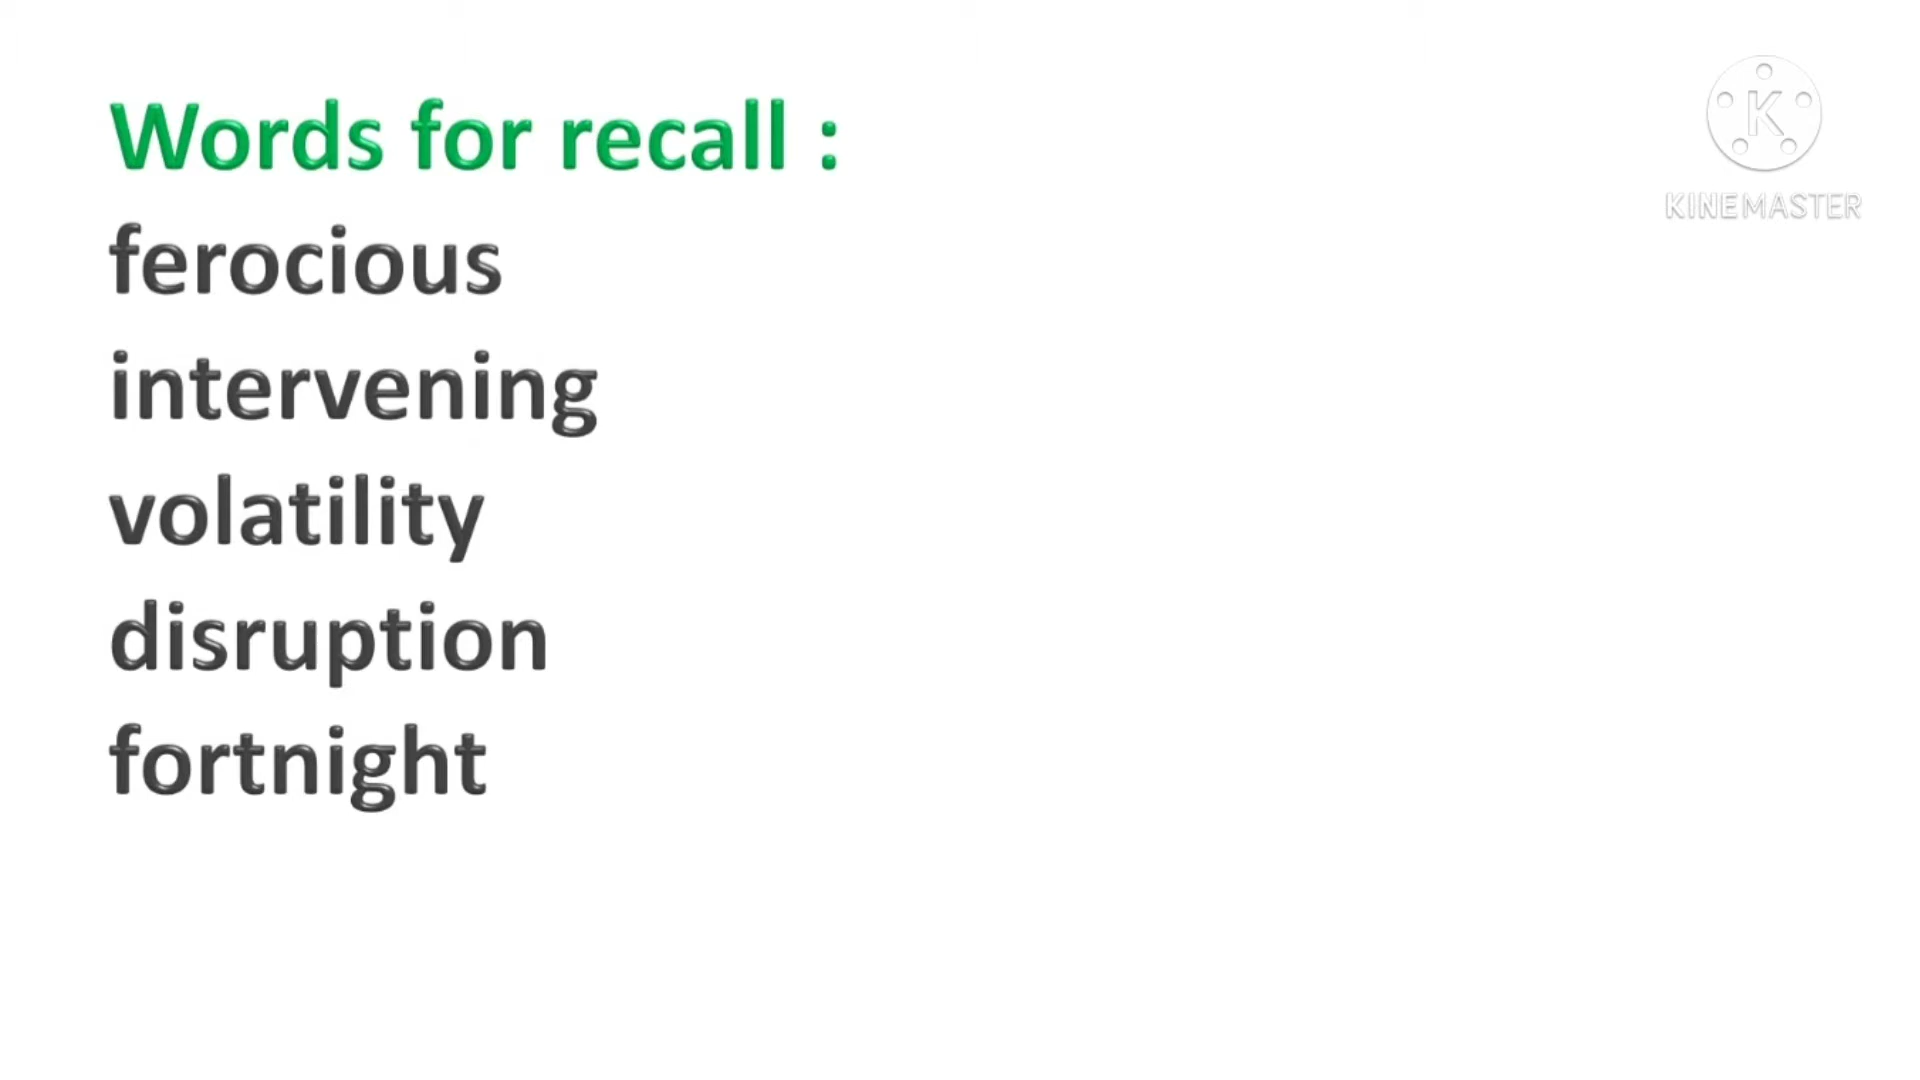 Words for recall :
ferocious
intervening
volatility
disruption
fortnight
K
KINEMASTER